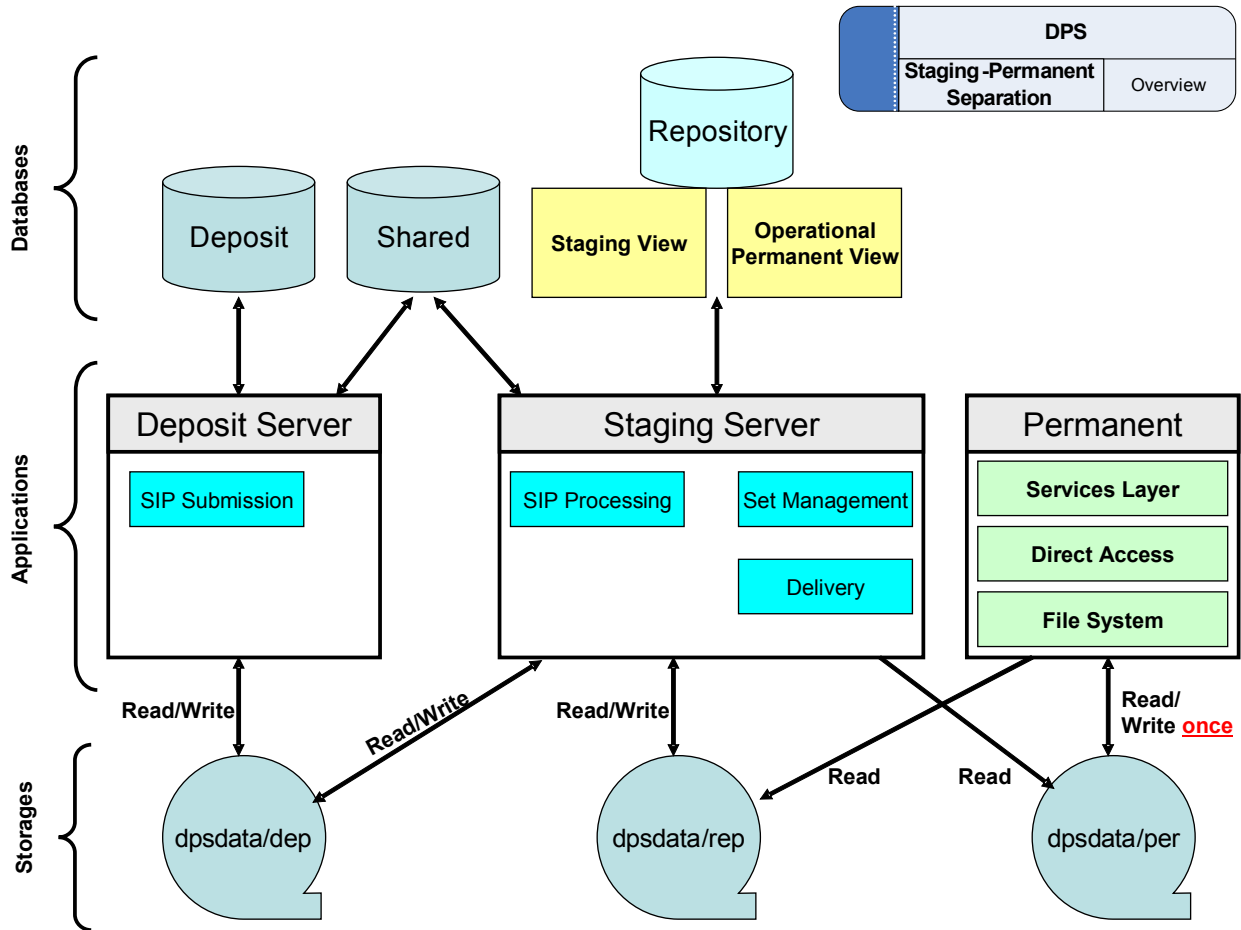 DPS
Staging-Permanent
Separation
Overview
Databases
Repository
Deposit
Shared
Staging View
Operational
Permanent View
Applications
Deposit Server
SIP Submission
Staging Server
SIP Processing
Set Management
Delivery
Permanent
Services Layer
Direct Access
File System
Read/Write
Read/Write
Read/Write
Read
Read
Read/
Write once
Storages
dpsdata/dep
dpsdata/rep
dpsdata/per